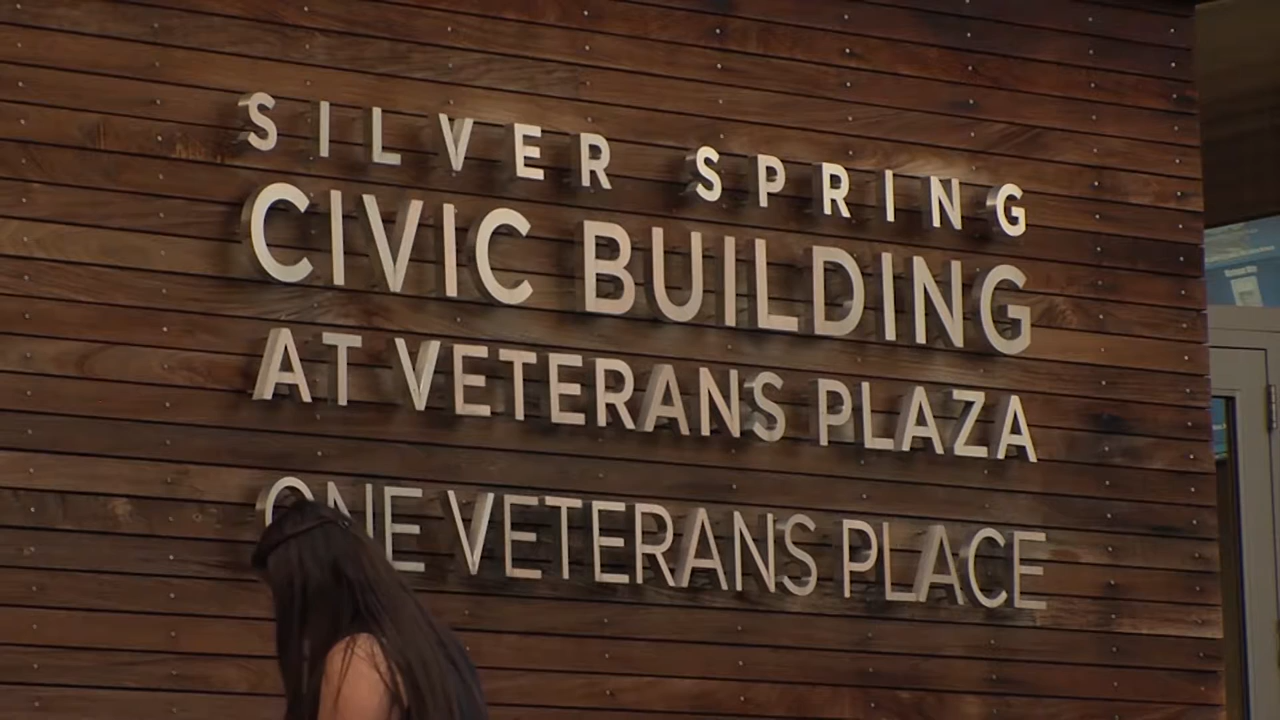 SILVER SPRING
CIVIC BUILDING
AT VETERANS PLAZA
ONE VETERANS PLACE